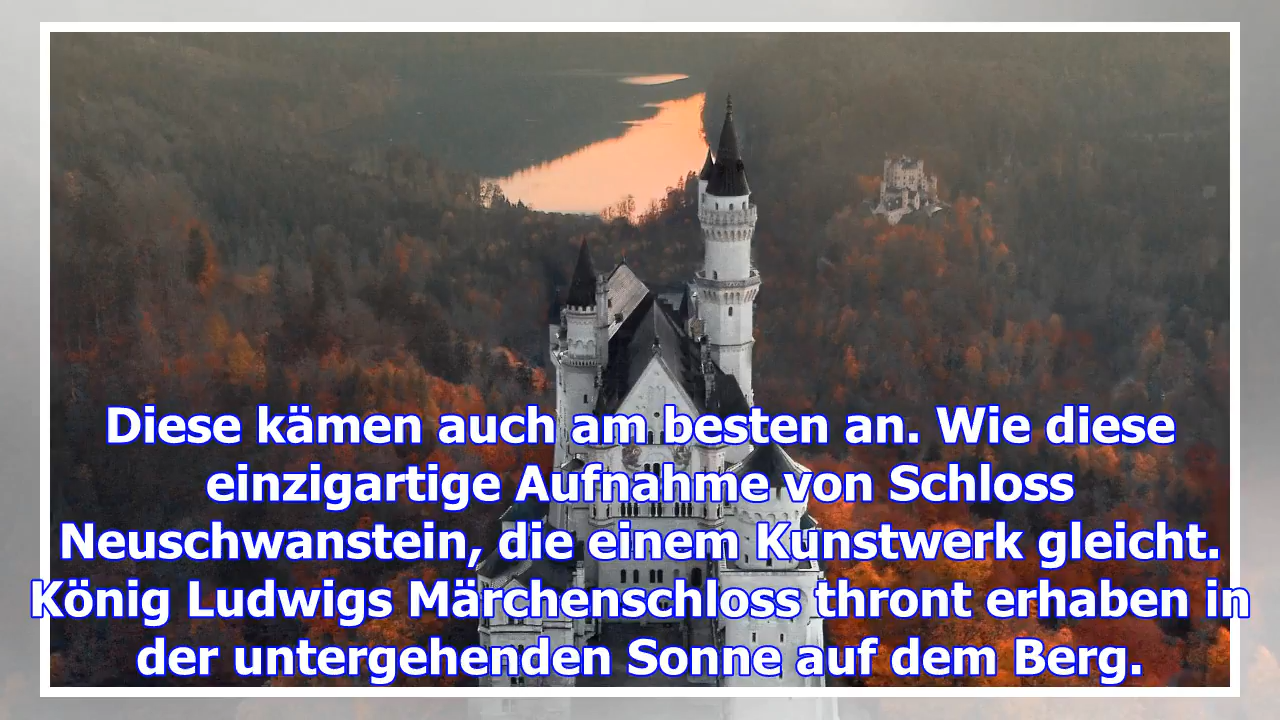 Diese kämen auch am besten an. Wie diese
einzigartige Aufnahme von Schloss
Neuschwanstein, die einem Kunstwerk gleicht.
König Ludwigs Märchenschloss thront erhaben in
der untergehenden Sonne auf dem Berg.